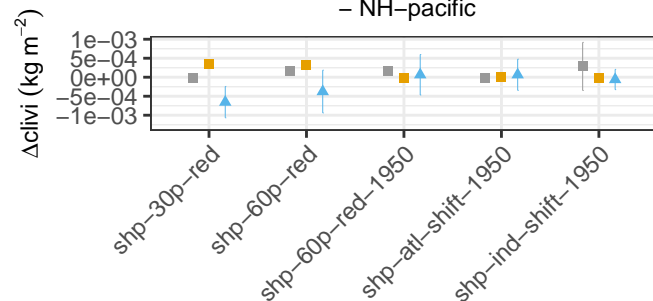 − NH−pacific
1e−03
5e−04
0e+00
−5e−04
−1e−03
Δclivi (kg m⁻²)
shp−30p−red
shp−60p−red
shp−60p−red−1950
shp−atl−shift−1950
shp−ind−shift−1950